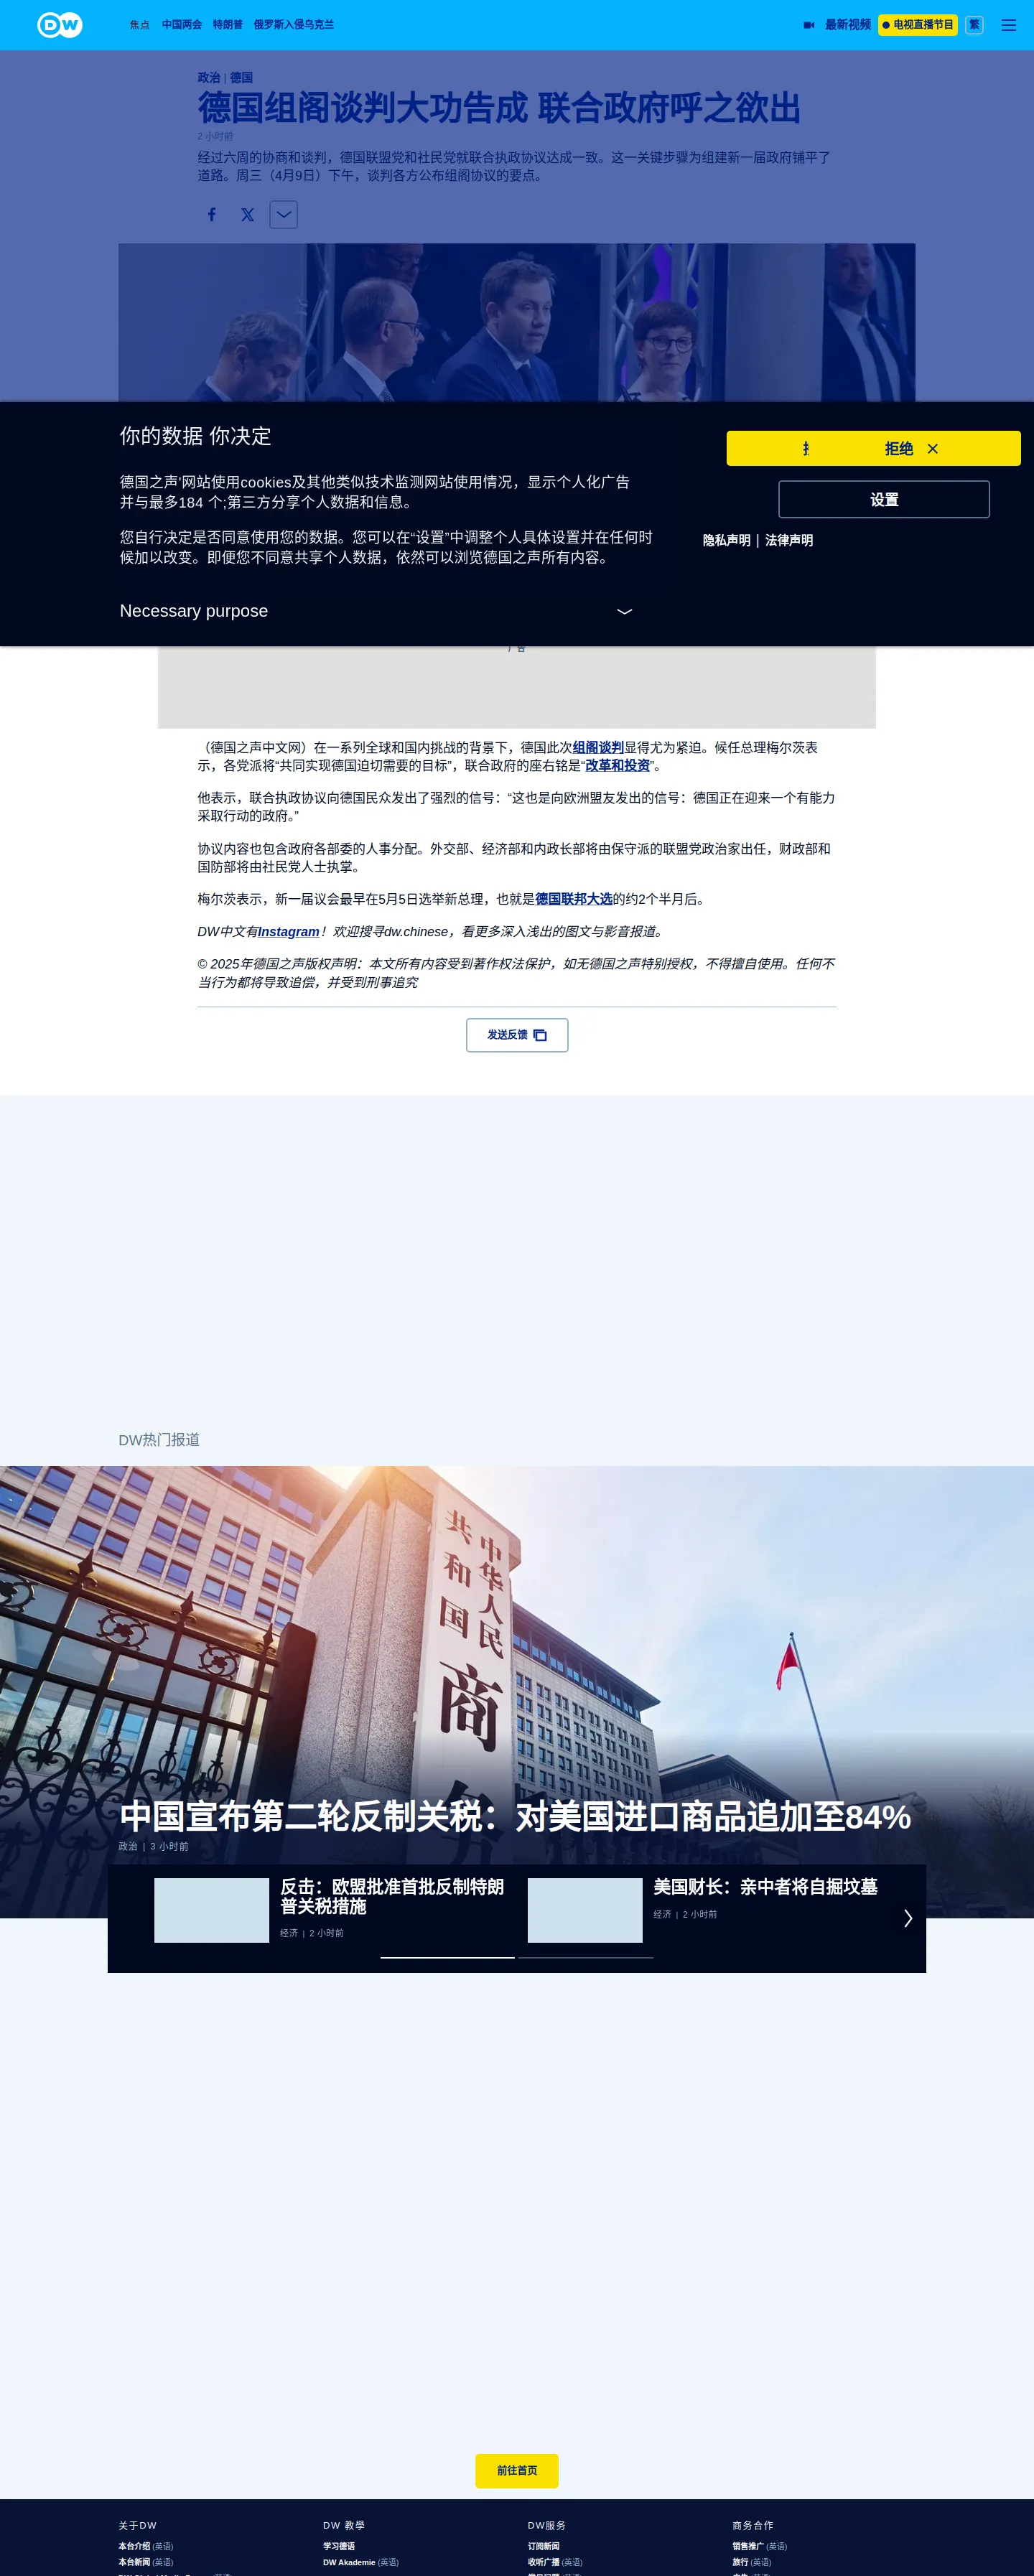 DW
焦点 中国两会 特朗普 俄罗斯入侵乌克兰
最新视频 电视直播节目 繁
政治 | 德国
德国组阁谈判大功告成 联合政府呼之欲出
2 小时前
经过六周的协商和谈判，德国联盟党和社民党就联合执政协议达成一致。这一关键步骤为组建新一届政府铺平了
道路。周三（4月9日）下午，谈判各方公布组阁协议的要点。
你的数据 你决定
德国之声'网站使用cookies及其他类似技术监测网站使用情况，显示个人化广告
并与最多184 个;第三方分享个人数据和信息。
您自行决定是否同意使用您的数据。您可以在“设置”中调整个人具体设置并在任何时
候加以改变。即便您不同意共享个人数据，依然可以浏览德国之声所有内容。
Necessary purpose
拒绝
设置
隐私声明 | 法律声明
（德国之声中文网）在一系列全球和国内挑战的背景下，德国此次组阁谈判显得尤为紧迫。候任总理梅尔茨表
示，各党派将“共同实现德国迫切需要的目标”，联合政府的座右铭是“改革和投资”。
他表示，联合执政协议向德国民众发出了强烈的信号：“这也是向欧洲盟友发出的信号：德国正在迎来一个有能力
采取行动的政府。”
协议内容也包含政府各部委的人事分配。外交部、经济部和内政长部将由保守派的联盟党政治家出任，财政部和
国防部将由社民党人士执掌。
梅尔茨表示，新一届议会最早在5月5日选举新总理，也就是德国联邦大选的约2个半月后。
DW中文有Instagram！欢迎搜寻dw.chinese，看更多深入浅出的图文与影音报道。
© 2025年德国之声版权声明：本文所有内容受到著作权法保护，如无德国之声特别授权，不得擅自使用。任何不
当行为都将导致追偿，并受到刑事追究
发送反馈
DW热门报道
中华人民
共和国
商
中国宣布第二轮反制关税：对美国进口商品追加至84%
政治 | 3 小时前
反击：欧盟批准首批反制特朗
普关税措施
经济 | 2 小时前
美国财长：亲中者将自掘坟墓
经济 | 2 小时前
前往首页
关于DW
本台介绍 (英语)
本台新闻 (英语)
DW 教學
学习德语
DW Akademie (英语)
DW服务
订阅新闻
收听广播 (英语)
商务合作
销售推广 (英语)
旅行 (英语)